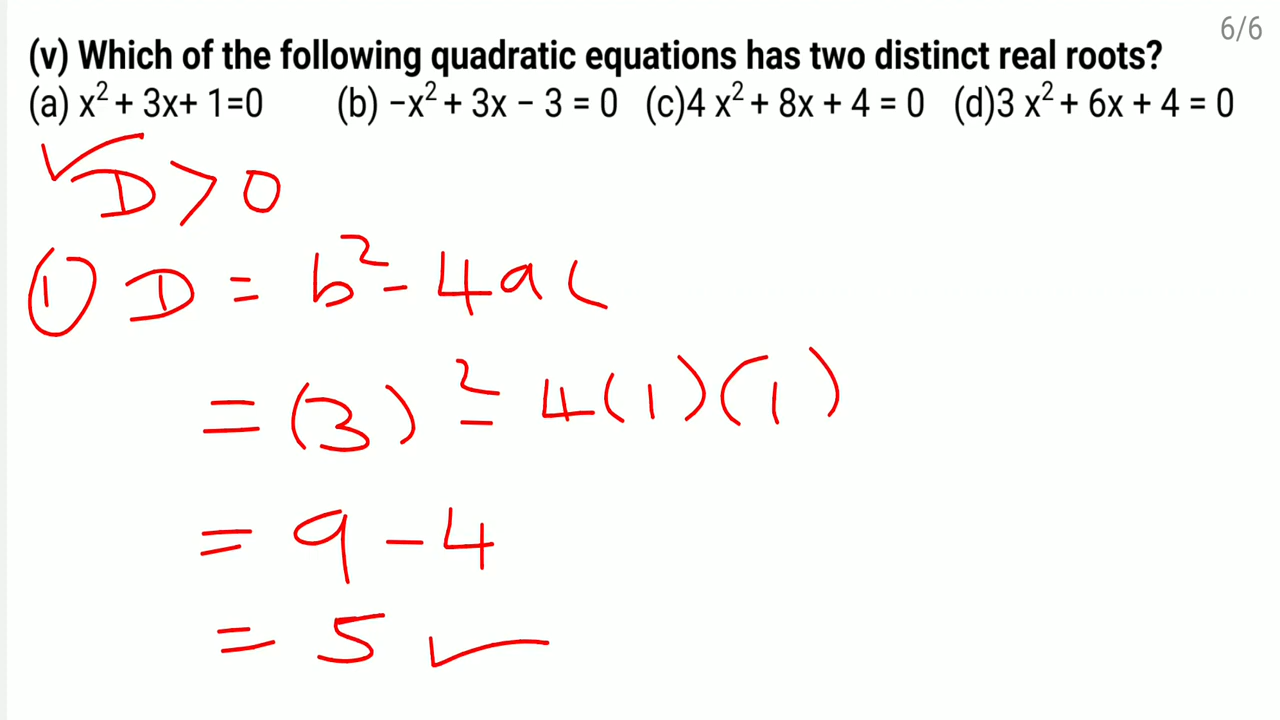 6/6
(v) Which of the following quadratic equations has two distinct real roots?
(a) x² + 3x+ 1=0 (b) −x² + 3x − 3 = 0 (c)4 x² + 8x + 4 = 0 (d)3 x² + 6x + 4 = 0
✓ D > 0
① D = b² - 4ac
= (3)² - 4(1)(1)
= 9 - 4
= 5 ✓